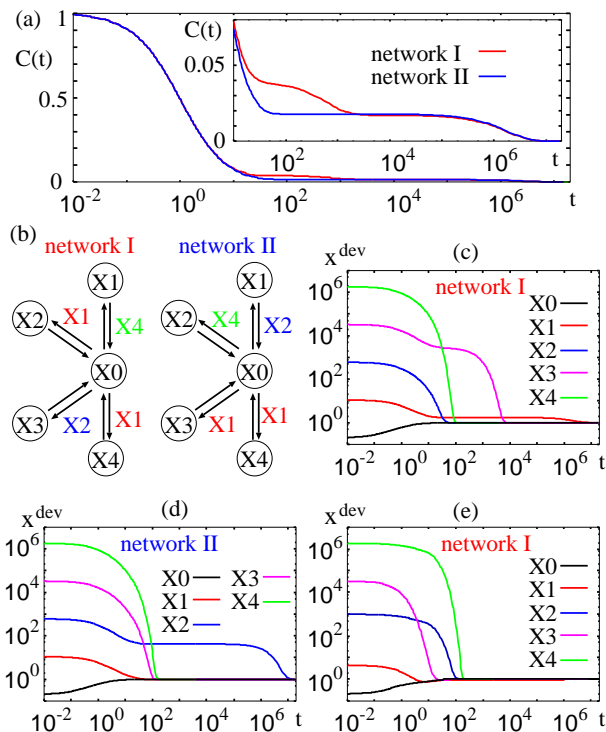 (a)
1
C(t)
0.5
0
10^-2
10^0
10^2
10^4
10^6
t
C(t)
0.05
0
10^2
10^4
10^6
t
network I
network II
(b)
network I
X1
X2
X1
X4
X0
X3
X2
X1
X4
network II
X1
X2
X4
X2
X0
X3
X1
X1
X4
(c)
x^dev
network I
10^6
10^4
10^2
10^0
X0
X1
X2
X3
X4
10^-2
10^0
10^2
10^4
10^6
t
(d)
x^dev
network II
10^6
10^4
10^2
10^0
X0
X3
X1
X4
X2
10^-2
10^0
10^2
10^4
10^6
t
(e)
x^dev
network I
10^6
10^4
10^2
10^0
X0
X1
X2
X3
X4
10^-2
10^0
10^2
10^4
10^6
t